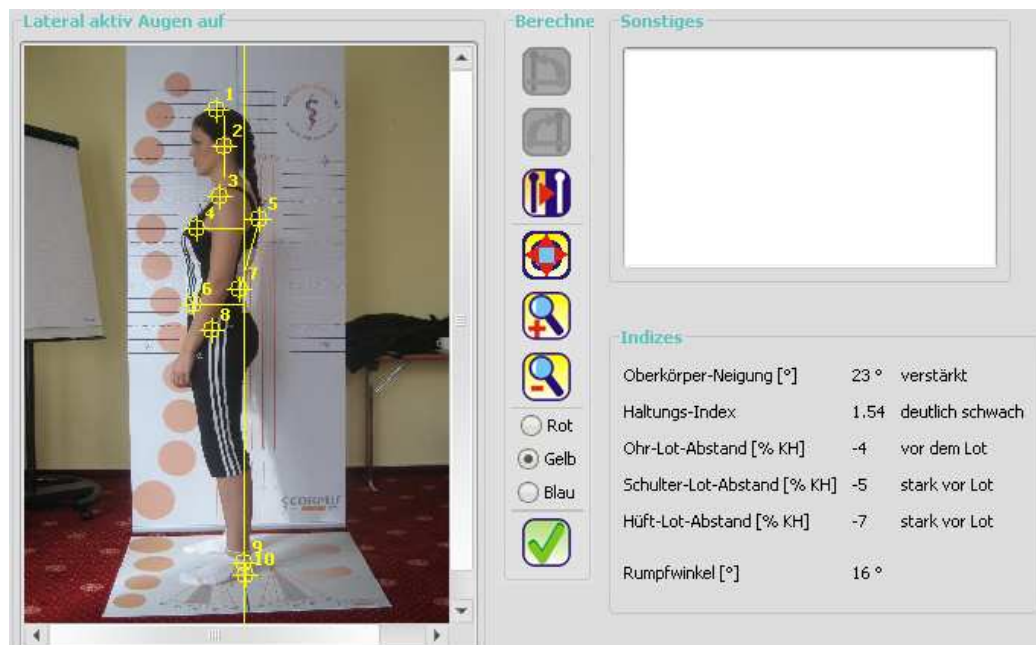 Lateral aktiv Augen auf
Berechne
Sonstiges
1
2
3
4
5
6
7
8
9
10
SCORPIUS
Rot
Gelb
Blau
Indizes
Oberkörper-Neigung [°] 23 ° verstärkt
Haltungs-Index 1.54 deutlich schwach
Ohr-Lot-Abstand [% KH] -4 vor dem Lot
Schulter-Lot-Abstand [% KH] -5 stark vor Lot
Hüft-Lot-Abstand [% KH] -7 stark vor Lot
Rumpfwinkel [°] 16 °